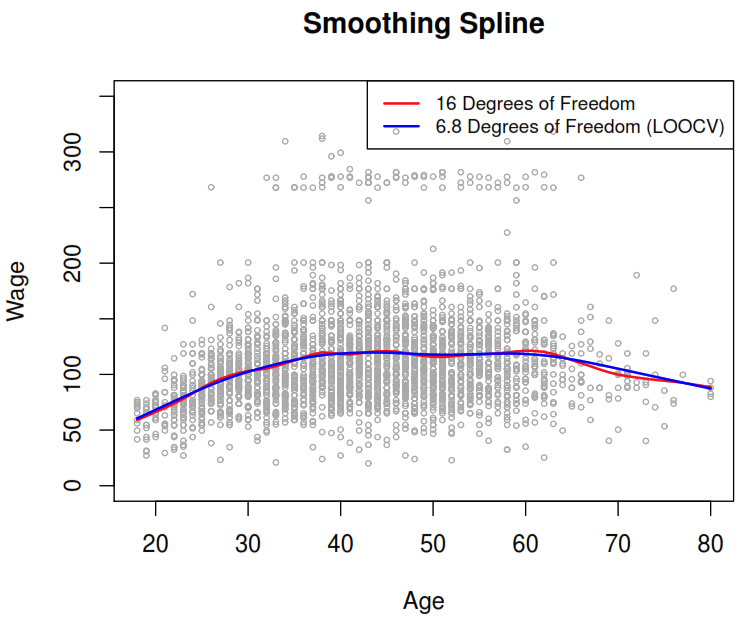 Smoothing Spline
16 Degrees of Freedom
6.8 Degrees of Freedom (LOOCV)
300
200
100
50
0
Wage
20 30 40 50 60 70 80
Age